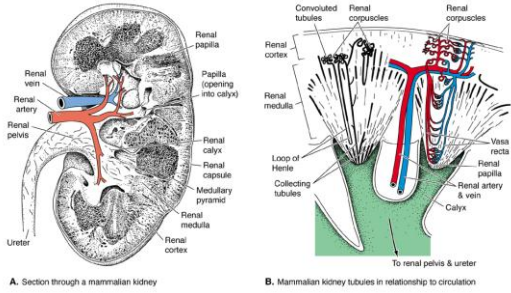 Renal
papilla
Renal
vein
Renal
artery
Renal
pelvis
Papilla
(opening
into calyx)
Renal
calyx
Renal
capsule
Medullary
pyramid
Renal
medulla
Renal
cortex
Ureter
A. Section through a mammalian kidney
Convoluted
tubules
Renal
corpuscles
Renal
corpuscles
Renal
cortex
Renal
medulla
Loop of
Henle
Collecting
tubules
Vasa
recta
Renal
papilla
Renal artery
& vein
Calyx
To renal pelvis & ureter
B. Mammalian kidney tubules in relationship to circulation